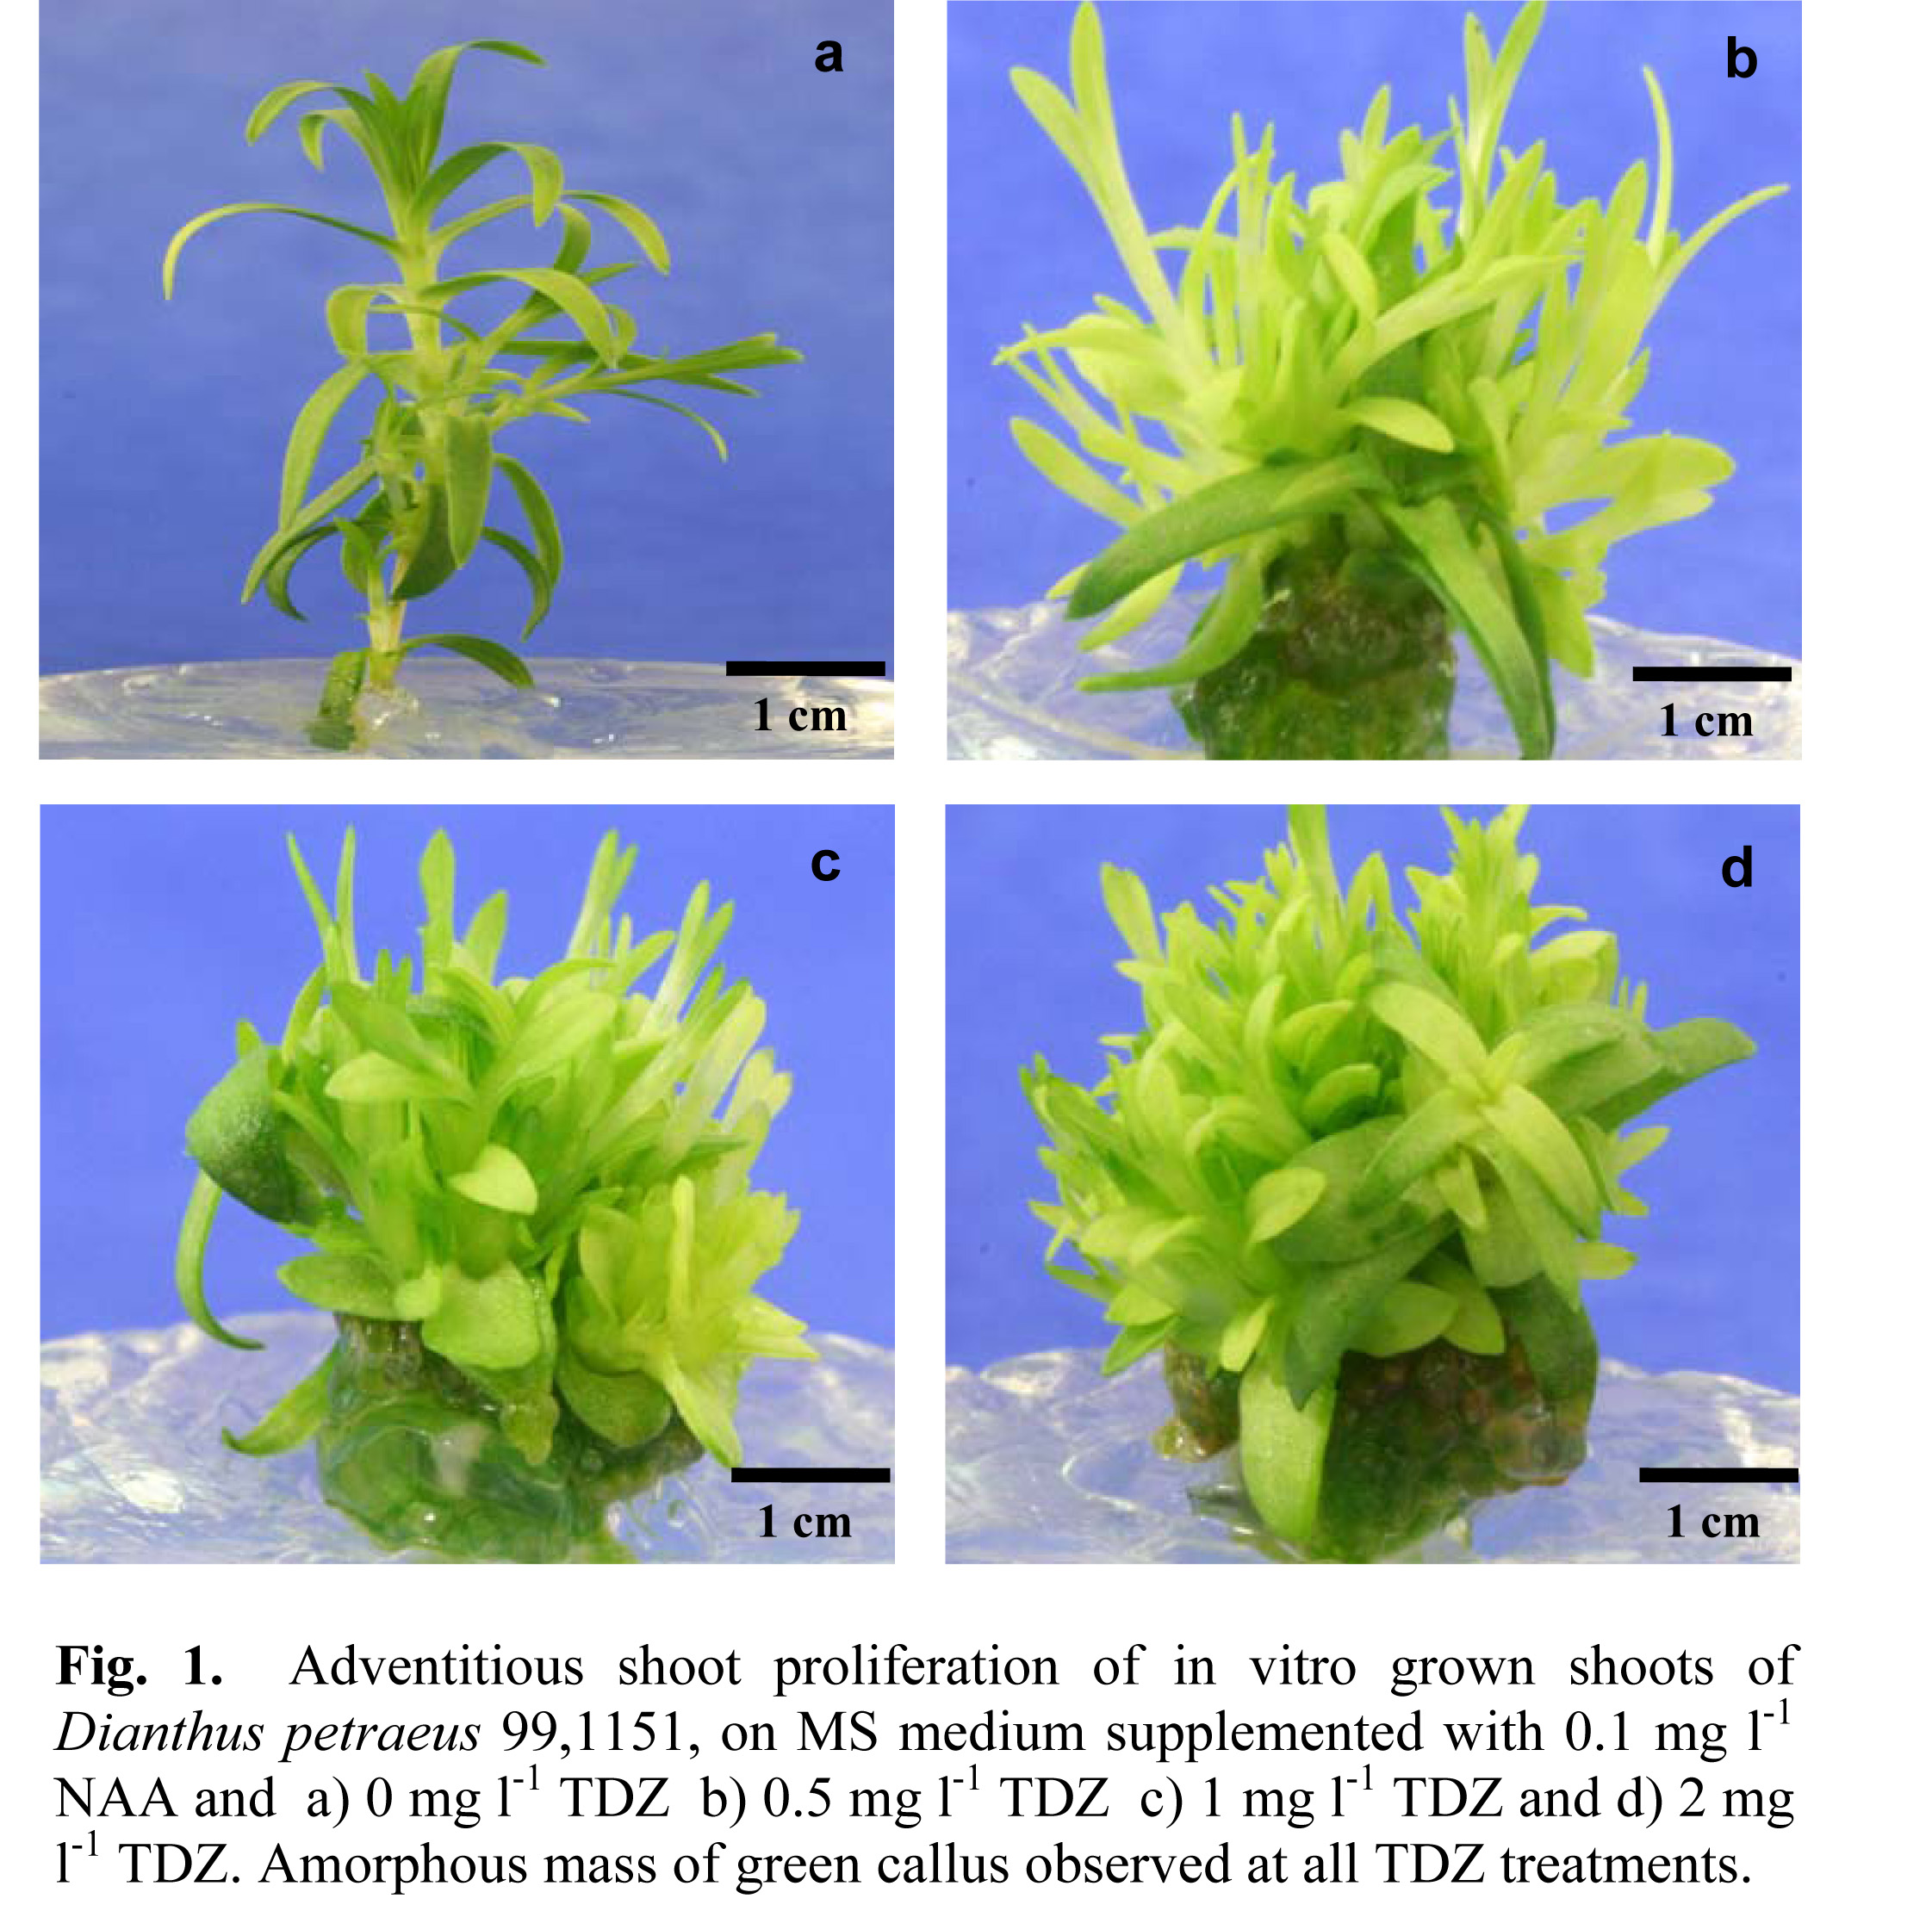 a
b
1 cm
1 cm
c
d
1 cm
1 cm
Fig. 1. Adventitious shoot proliferation of in vitro grown shoots of
Dianthus petraeus 99,1151, on MS medium supplemented with 0.1 mg l⁻¹
NAA and a) 0 mg l⁻¹ TDZ b) 0.5 mg l⁻¹ TDZ c) 1 mg l⁻¹ TDZ and d) 2 mg
l⁻¹ TDZ. Amorphous mass of green callus observed at all TDZ treatments.